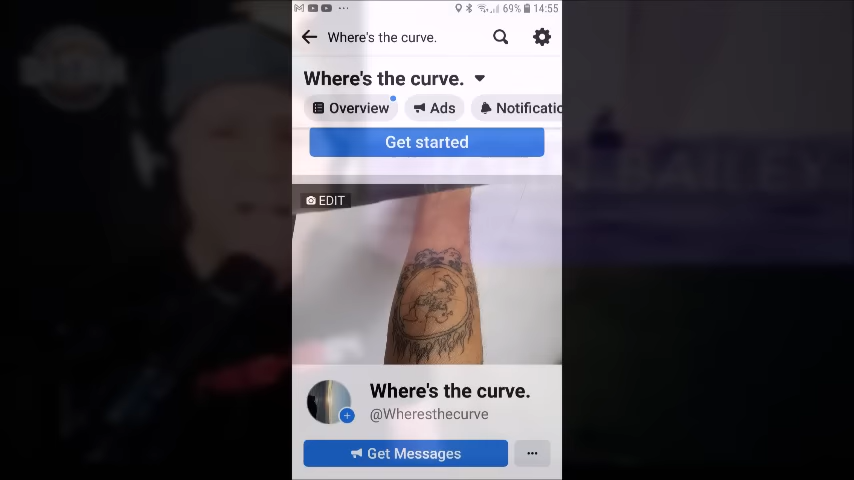 69% 14:55
Where's the curve.
Where's the curve.
Overview Ads Notificatio
Get started
EDIT
Where's the curve.
@Wheresthecurve
Get Messages
BAILEY